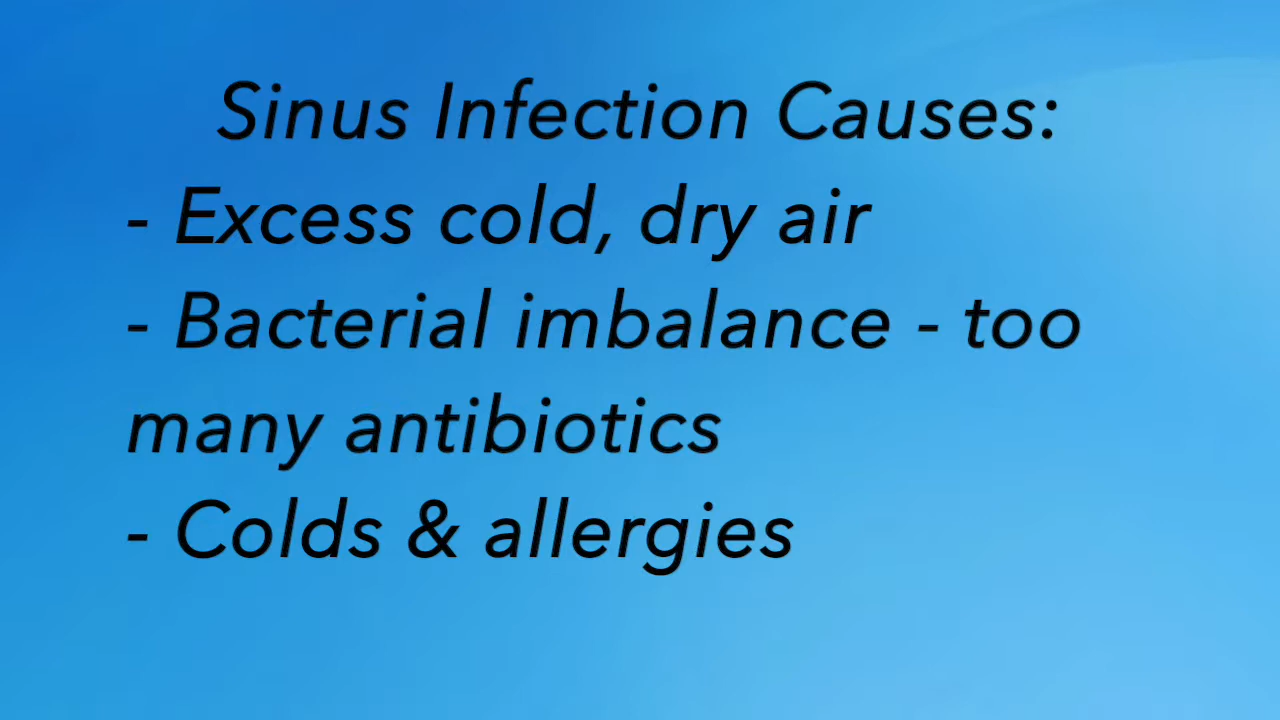 Sinus Infection Causes:
- Excess cold, dry air
- Bacterial imbalance - too
many antibiotics
- Colds & allergies